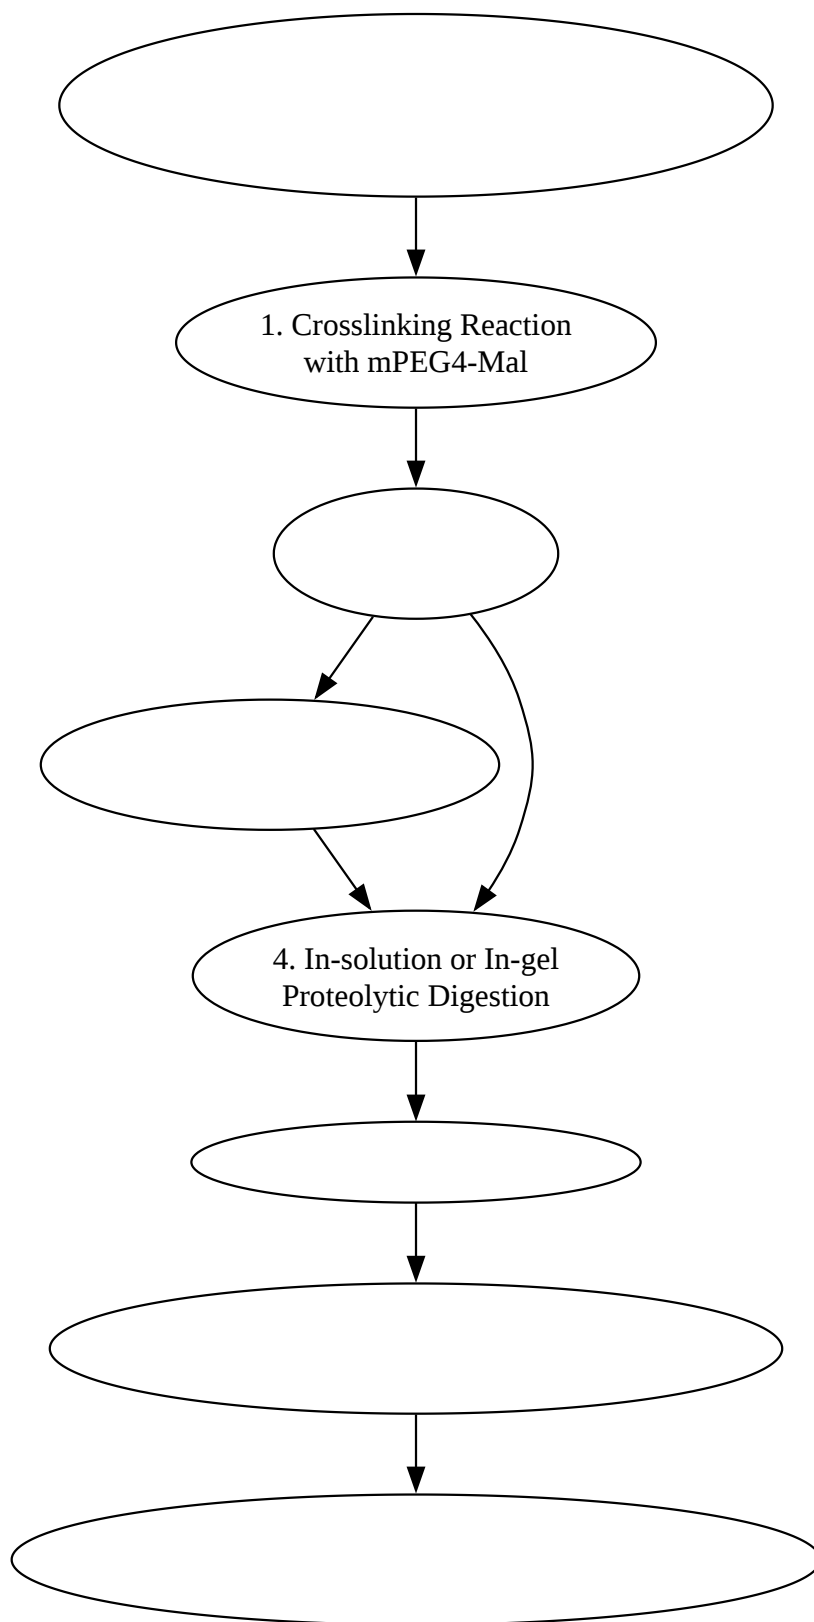 1. Crosslinking Reaction
with mPEG4-Mal
4. In-solution or In-gel
Proteolytic Digestion